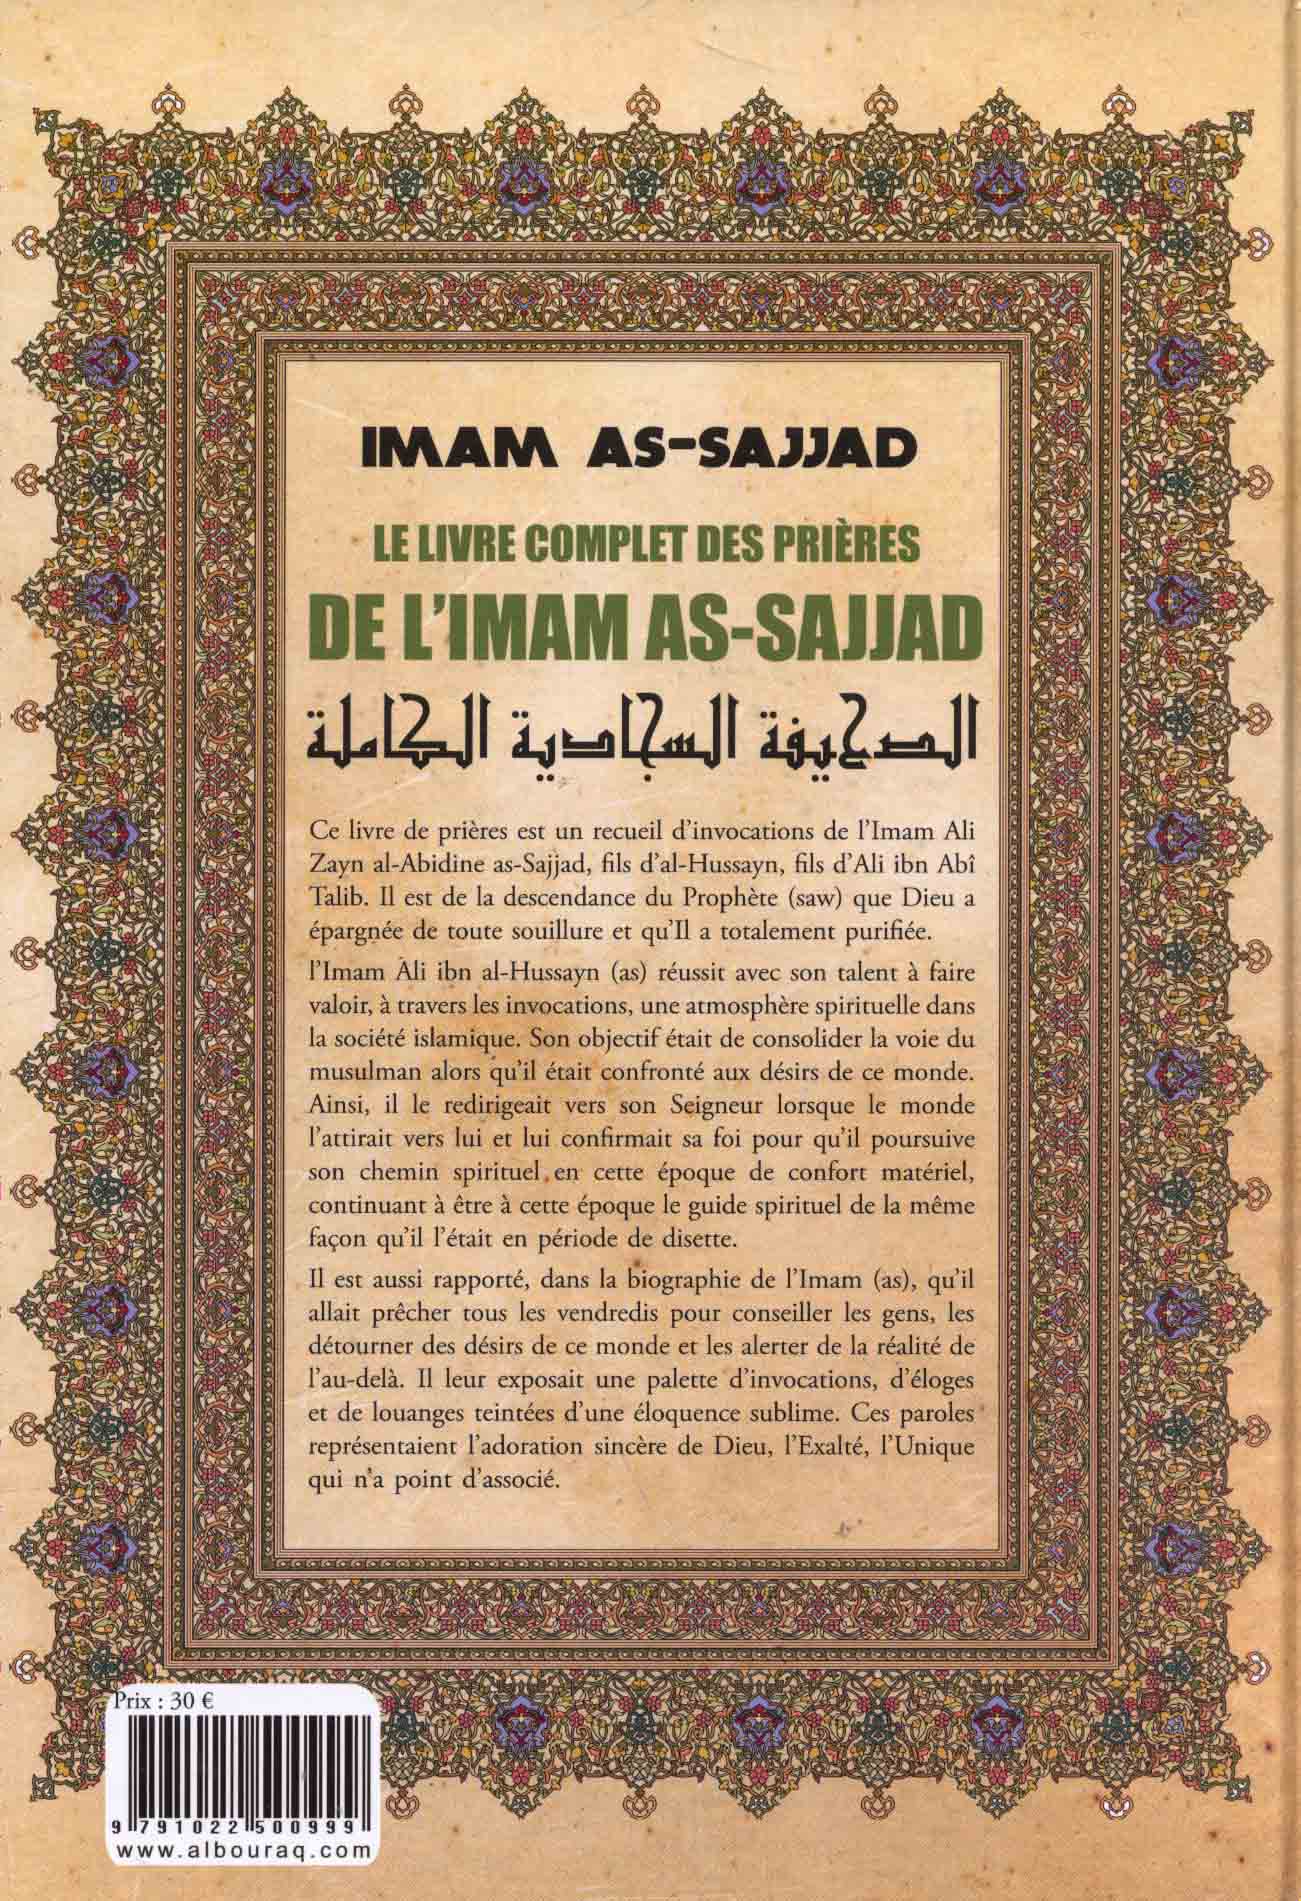 IMAM AS-SAJJAD
LE LIVRE COMPLET DES PRIÈRES
DE L'IMAM AS-SAJJAD
الصحيفة السجادية الكاملة
Ce livre de prières est un recueil d'invocations de l'Imam Ali
Zayn al-Abidine as-Sajjad, fils d'al-Hussayn, fils d'Ali ibn Abî
Talib. Il est de la descendance du Prophète (saw) que Dieu a
épargnée de toute souillure et qu'Il a totalement purifiée.
l'Imam Ali ibn al-Hussayn (as) réussit avec son talent à faire
valoir, à travers les invocations, une atmosphère spirituelle dans
la société islamique. Son objectif était de consolider la voie du
musulman alors qu'il était confronté aux désirs de ce monde.
Ainsi, il le redirigeait vers son Seigneur lorsque le monde
l'attirait vers lui et lui confirmait sa foi pour qu'il poursuive
son chemin spirituel en cette époque de confort matériel,
continuant à être à cette époque le guide spirituel de la même
façon qu'il l'était en période de disette.
Il est aussi rapporté, dans la biographie de l'Imam (as), qu'il
allait prêcher tous les vendredis pour conseiller les gens, les
détourner des désirs de ce monde et les alerter de la réalité de
l'au-delà. Il leur exposait une palette d'invocations, d'éloges
et de louanges teintées d'une éloquence sublime. Ces paroles
représentaient l'adoration sincère de Dieu, l'Exalté, l'Unique
qui n'a point d'associé.
Prix : 30 €
9 791022 500999
www.albouraq.com